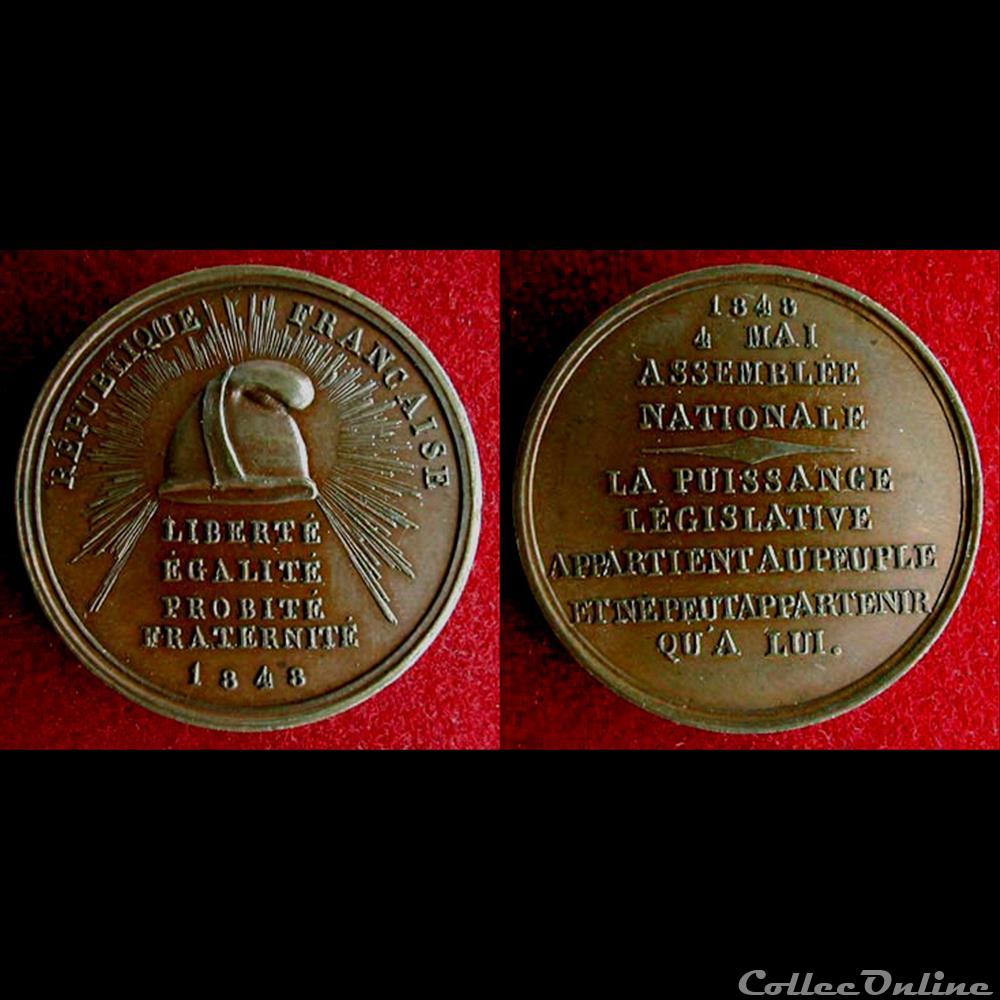 RÉPUBLIQUE FRANCAISE
LIBERTÉ
ÉGALITÉ
PROBITÉ
FRATERNITÉ
1848
1848
4 MAI
ASSEMBLÉE
NATIONALE
LA PUISSANCE
LÉGISLATIVE
APPARTIENT AU PEUPLE
ET NE PEUT APPARTENIR
QU'A LUI.
CollecOnline